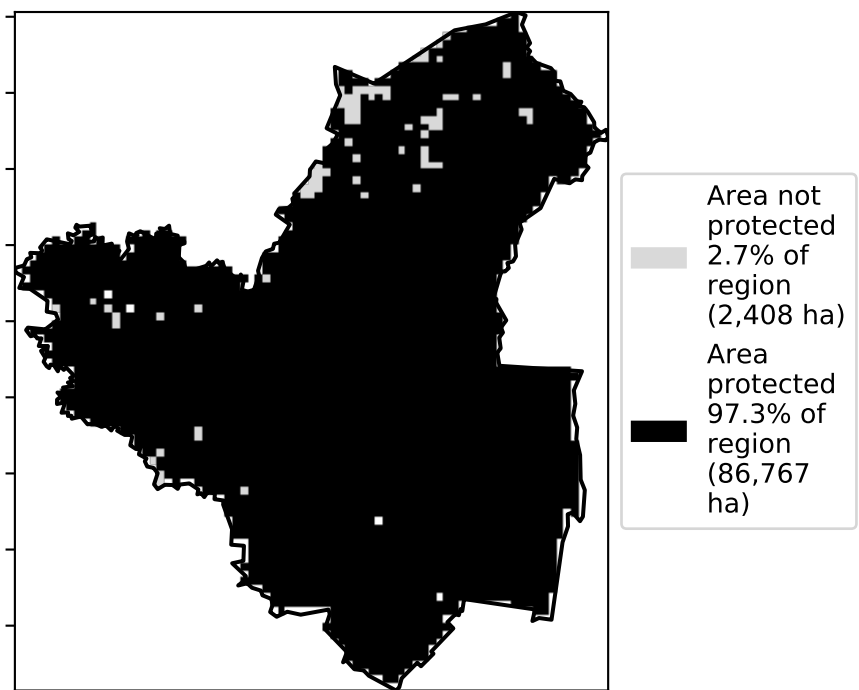 Area not
protected
2.7% of
region
(2,408 ha)
Area
protected
97.3% of
region
(86,767
ha)